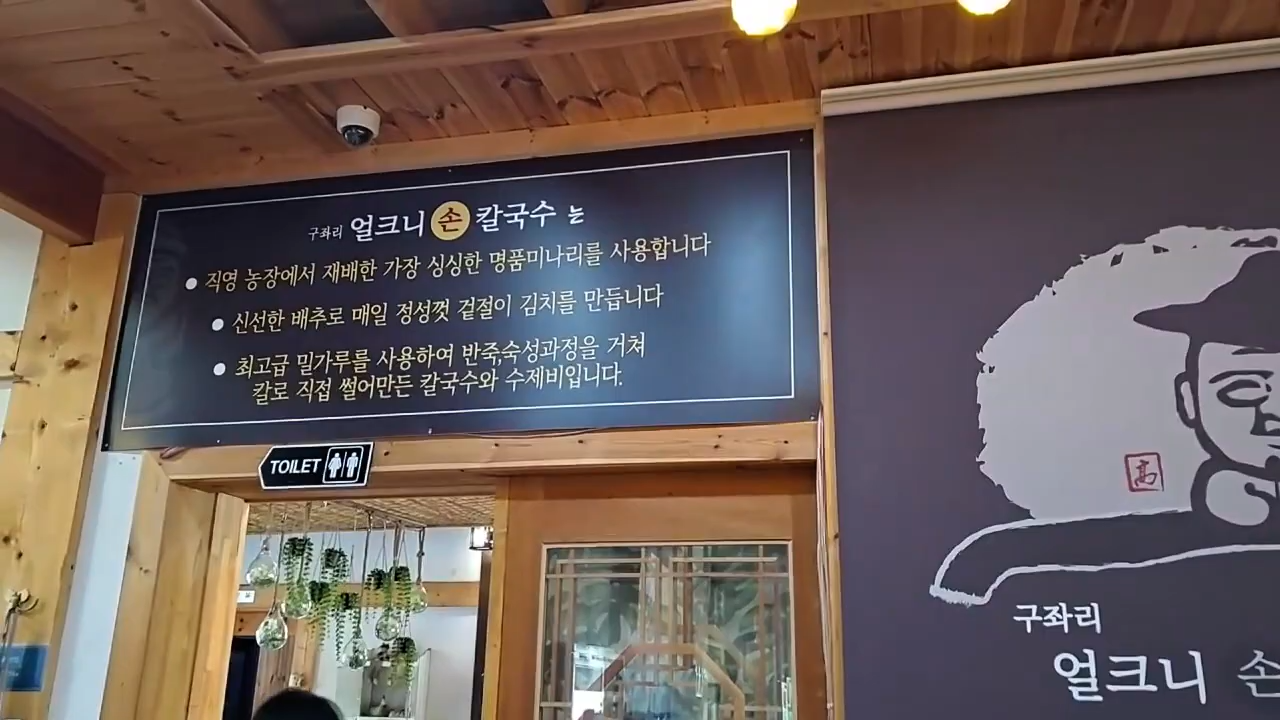 구좌리 얼크니 손 칼국수 는
● 직영 농장에서 재배한 가장 싱싱한 명품미나리를 사용합니다
● 신선한 배추로 매일 정성껏 겉절이 김치를 만듭니다
● 최고급 밀가루를 사용하여 반죽,숙성과정을 거쳐
칼로 직접 썰어만든 칼국수와 수제비입니다.
TOILET
高
구좌리
얼크니 손